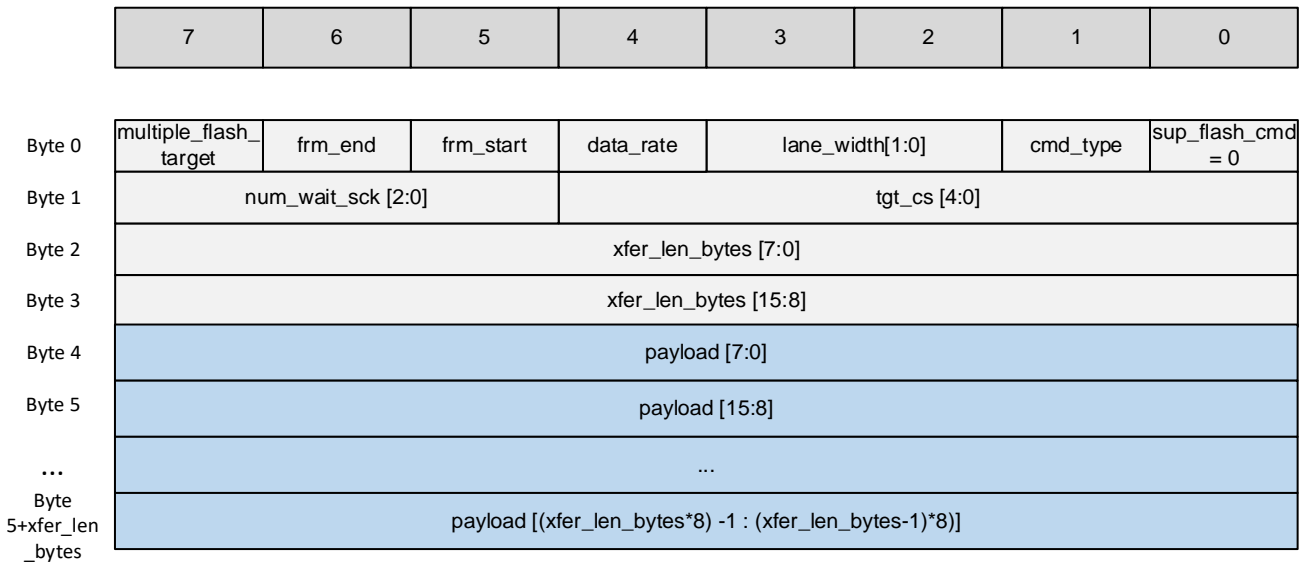 7 6 5 4 3 2 1 0
Byte 0 multiple_flash_ target frm_end frm_start data_rate lane_width[1:0] cmd_type sup_flash_cmd = 0
Byte 1 num_wait_sck [2:0] tgt_cs [4:0]
Byte 2 xfer_len_bytes [7:0]
Byte 3 xfer_len_bytes [15:8]
Byte 4 payload [7:0]
Byte 5 payload [15:8]
... ...
Byte 5+xfer_len _bytes payload [(xfer_len_bytes*8) -1 : (xfer_len_bytes-1)*8)]